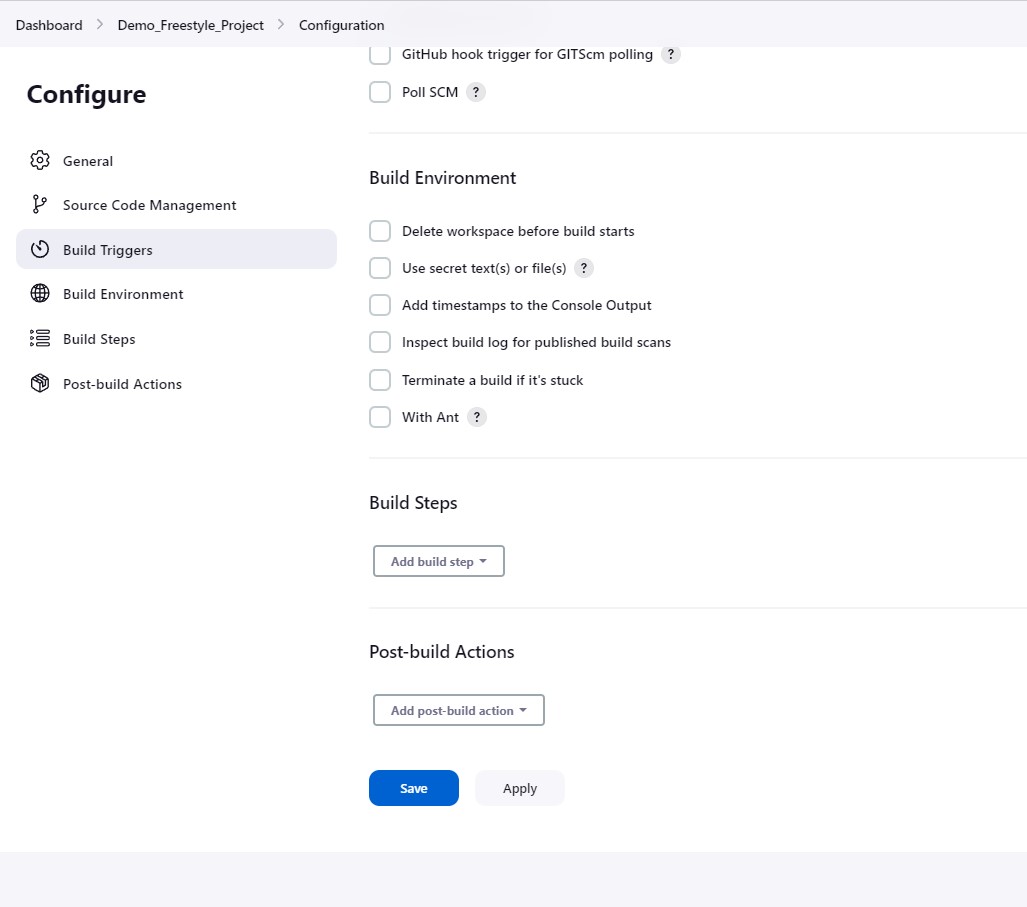 Dashboard > Demo_Freestyle_Project > Configuration
Configure
General
Source Code Management
Build Triggers
Build Environment
Build Steps
Post-build Actions
GitHub hook trigger for GITScm polling ?
Poll SCM ?
Build Environment
Delete workspace before build starts
Use secret text(s) or file(s) ?
Add timestamps to the Console Output
Inspect build log for published build scans
Terminate a build if it's stuck
With Ant ?
Build Steps
Add build step
Post-build Actions
Add post-build action
Save Apply